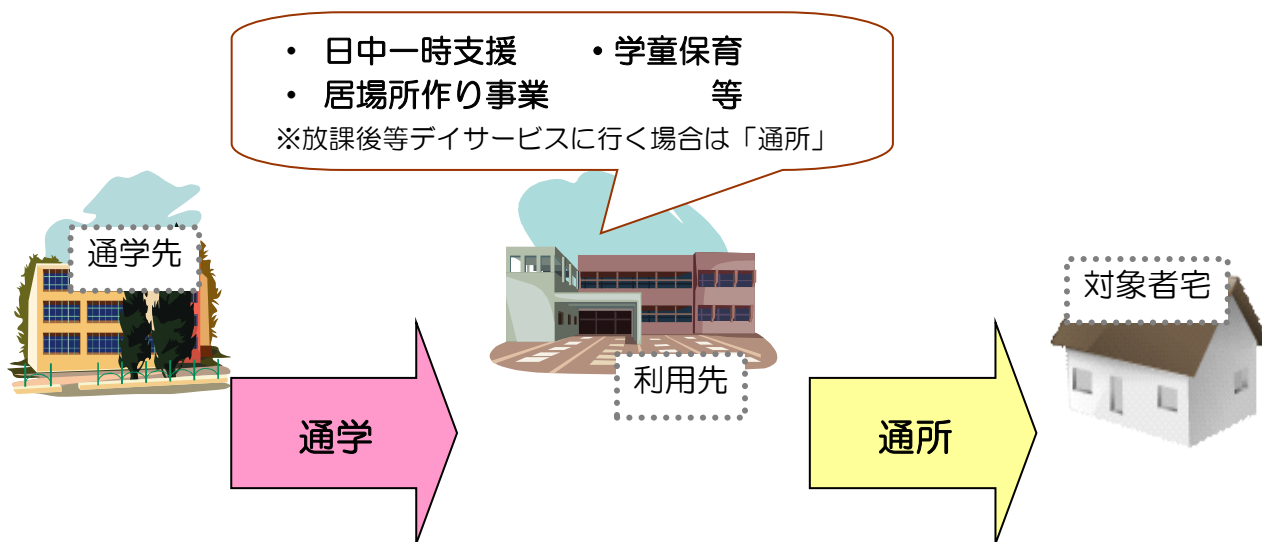 ・ 日中一時支援 ・学童保育
・ 居場所作り事業 等
※放課後等デイサービスに行く場合は「通所」
通学先
対象者宅
利用先
通学
通所